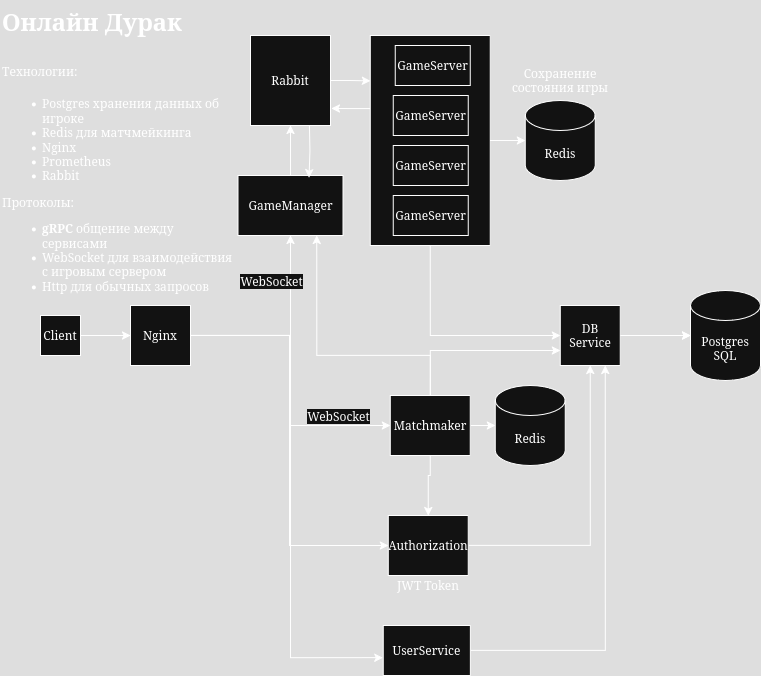 Онлайн Дурак
Технологии:
Postgres хранения данных об
игроке
Redis для матчмейкинга
Nginx
Prometheus
Rabbit
Протоколы:
gRPC общение между
сервисами
WebSocket для взаимодействия
с игровым сервером
Http для обычных запросов
Rabbit
GameServer
GameServer
GameServer
GameServer
Сохранение
состояния игры
Redis
GameManager
WebSocket
Client
Nginx
DB
Service
Postgres
SQL
WebSocket
Matchmaker
Redis
Authorization
JWT Token
UserService